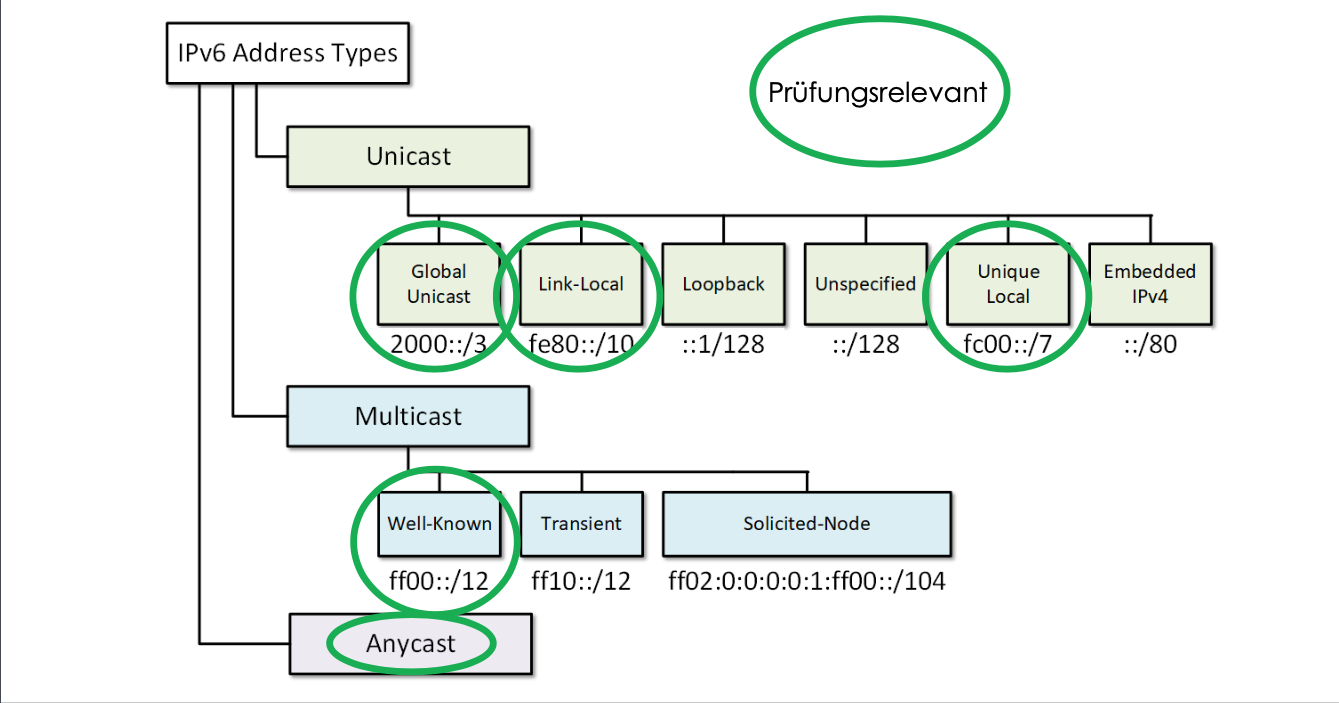 IPv6 Address Types
Prüfungsrelevant
Unicast
Global
Unicast
2000::/3
Link-Local
fe80::/10
Loopback
::1/128
Unspecified
::/128
Unique
Local
fc00::/7
Embedded
IPv4
::/80
Multicast
Well-Known
ff00::/12
Transient
ff10::/12
Solicited-Node
ff02:0:0:0:0:1:ff00::/104
Anycast